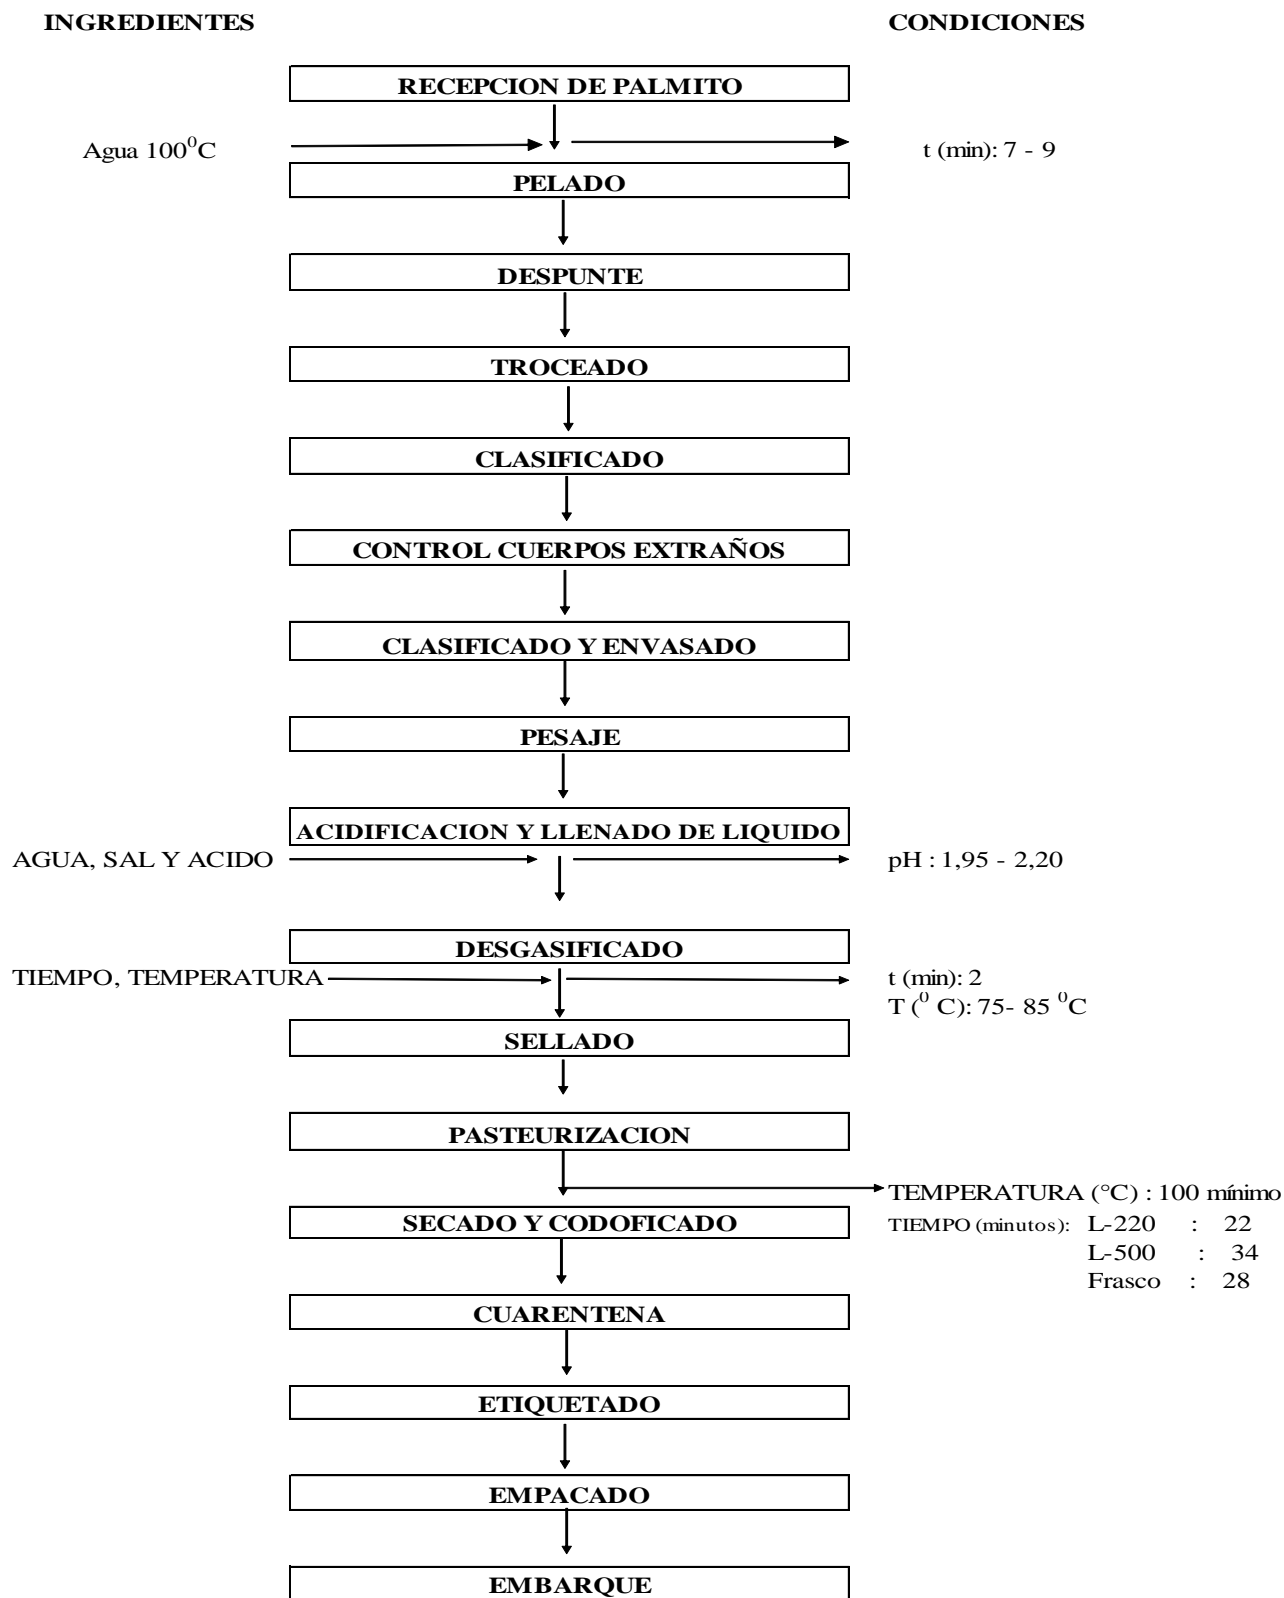 INGREDIENTES CONDICIONES
RECEPCION DE PALMITO
Agua 100⁰C t (min): 7 - 9
PELADO
DESPUNTE
TROCEADO
CLASIFICADO
CONTROL CUERPOS EXTRAÑOS
CLASIFICADO Y ENVASADO
PESAJE
ACIDIFICACION Y LLENADO DE LIQUIDO
AGUA, SAL Y ACIDO pH : 1,95 - 2,20
DESGASIFICADO
TIEMPO, TEMPERATURA t (min): 2
T (⁰ C): 75- 85 ⁰C
SELLADO
PASTEURIZACION
TEMPERATURA (°C) : 100 mínimo
SECADO Y CODOFICADO TIEMPO (minutos): L-220 : 22
L-500 : 34
Frasco : 28
CUARENTENA
ETIQUETADO
EMPACADO
EMBARQUE